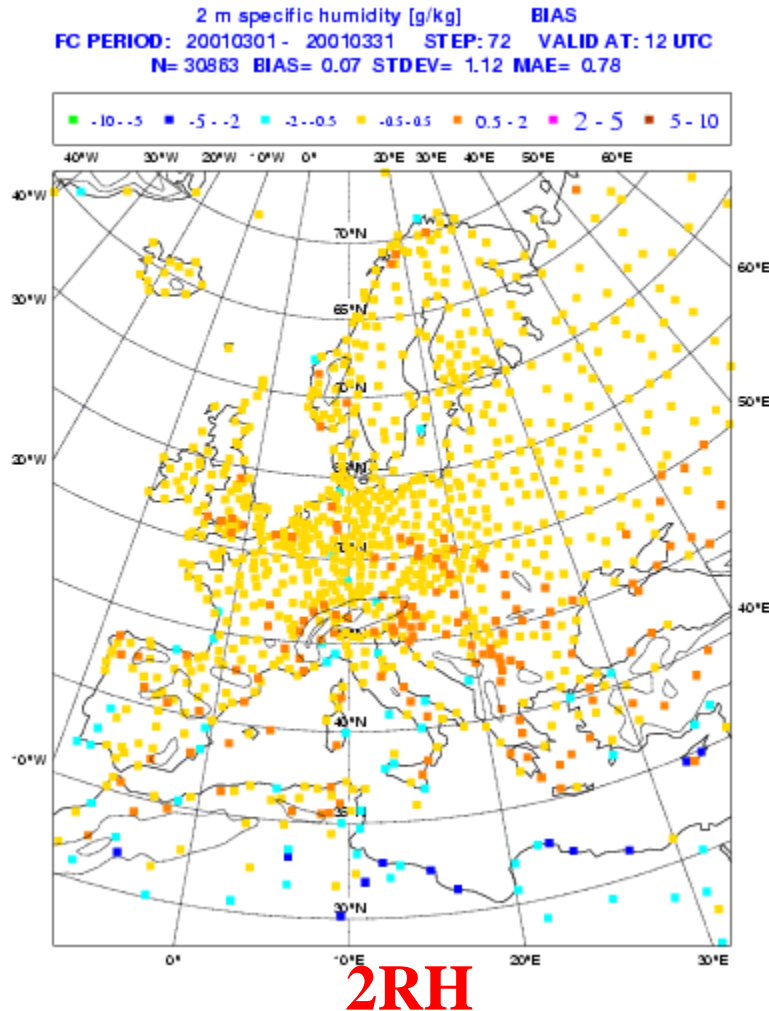 2 m specific humidity [g/kg] BIAS
FC PERIOD: 20010301 - 20010331 STEP: 72 VALID AT: 12 UTC
N= 30863 BIAS= 0.07 STDEV= 1.12 MAE= 0.78
-10 - -5 -5 - -2 -2 - -0.5 -0.5 - 0.5 0.5 - 2 2 - 5 5 - 10
40°W 30°W 20°W 10°W 0° 20°E 30°E 40°E 50°E 60°E
40°W
70°N
60°E
30°W
65°N
50°E
20°W
40°E
40°N
10°W
35°N
30°N
0° 10°E 20°E 30°E
2RH